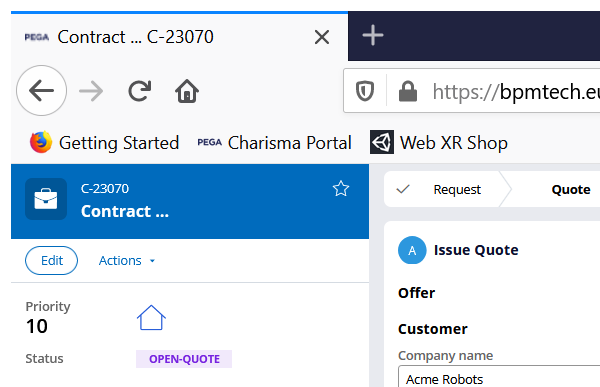 PEGA Contract ... C-23070
https://bpmtech.eu
Getting Started PEGA Charisma Portal Web XR Shop
C-23070
Contract ...
Edit Actions
Priority
10
Status OPEN-QUOTE
Request Quote
A Issue Quote
Offer
Customer
Company name
Acme Robots